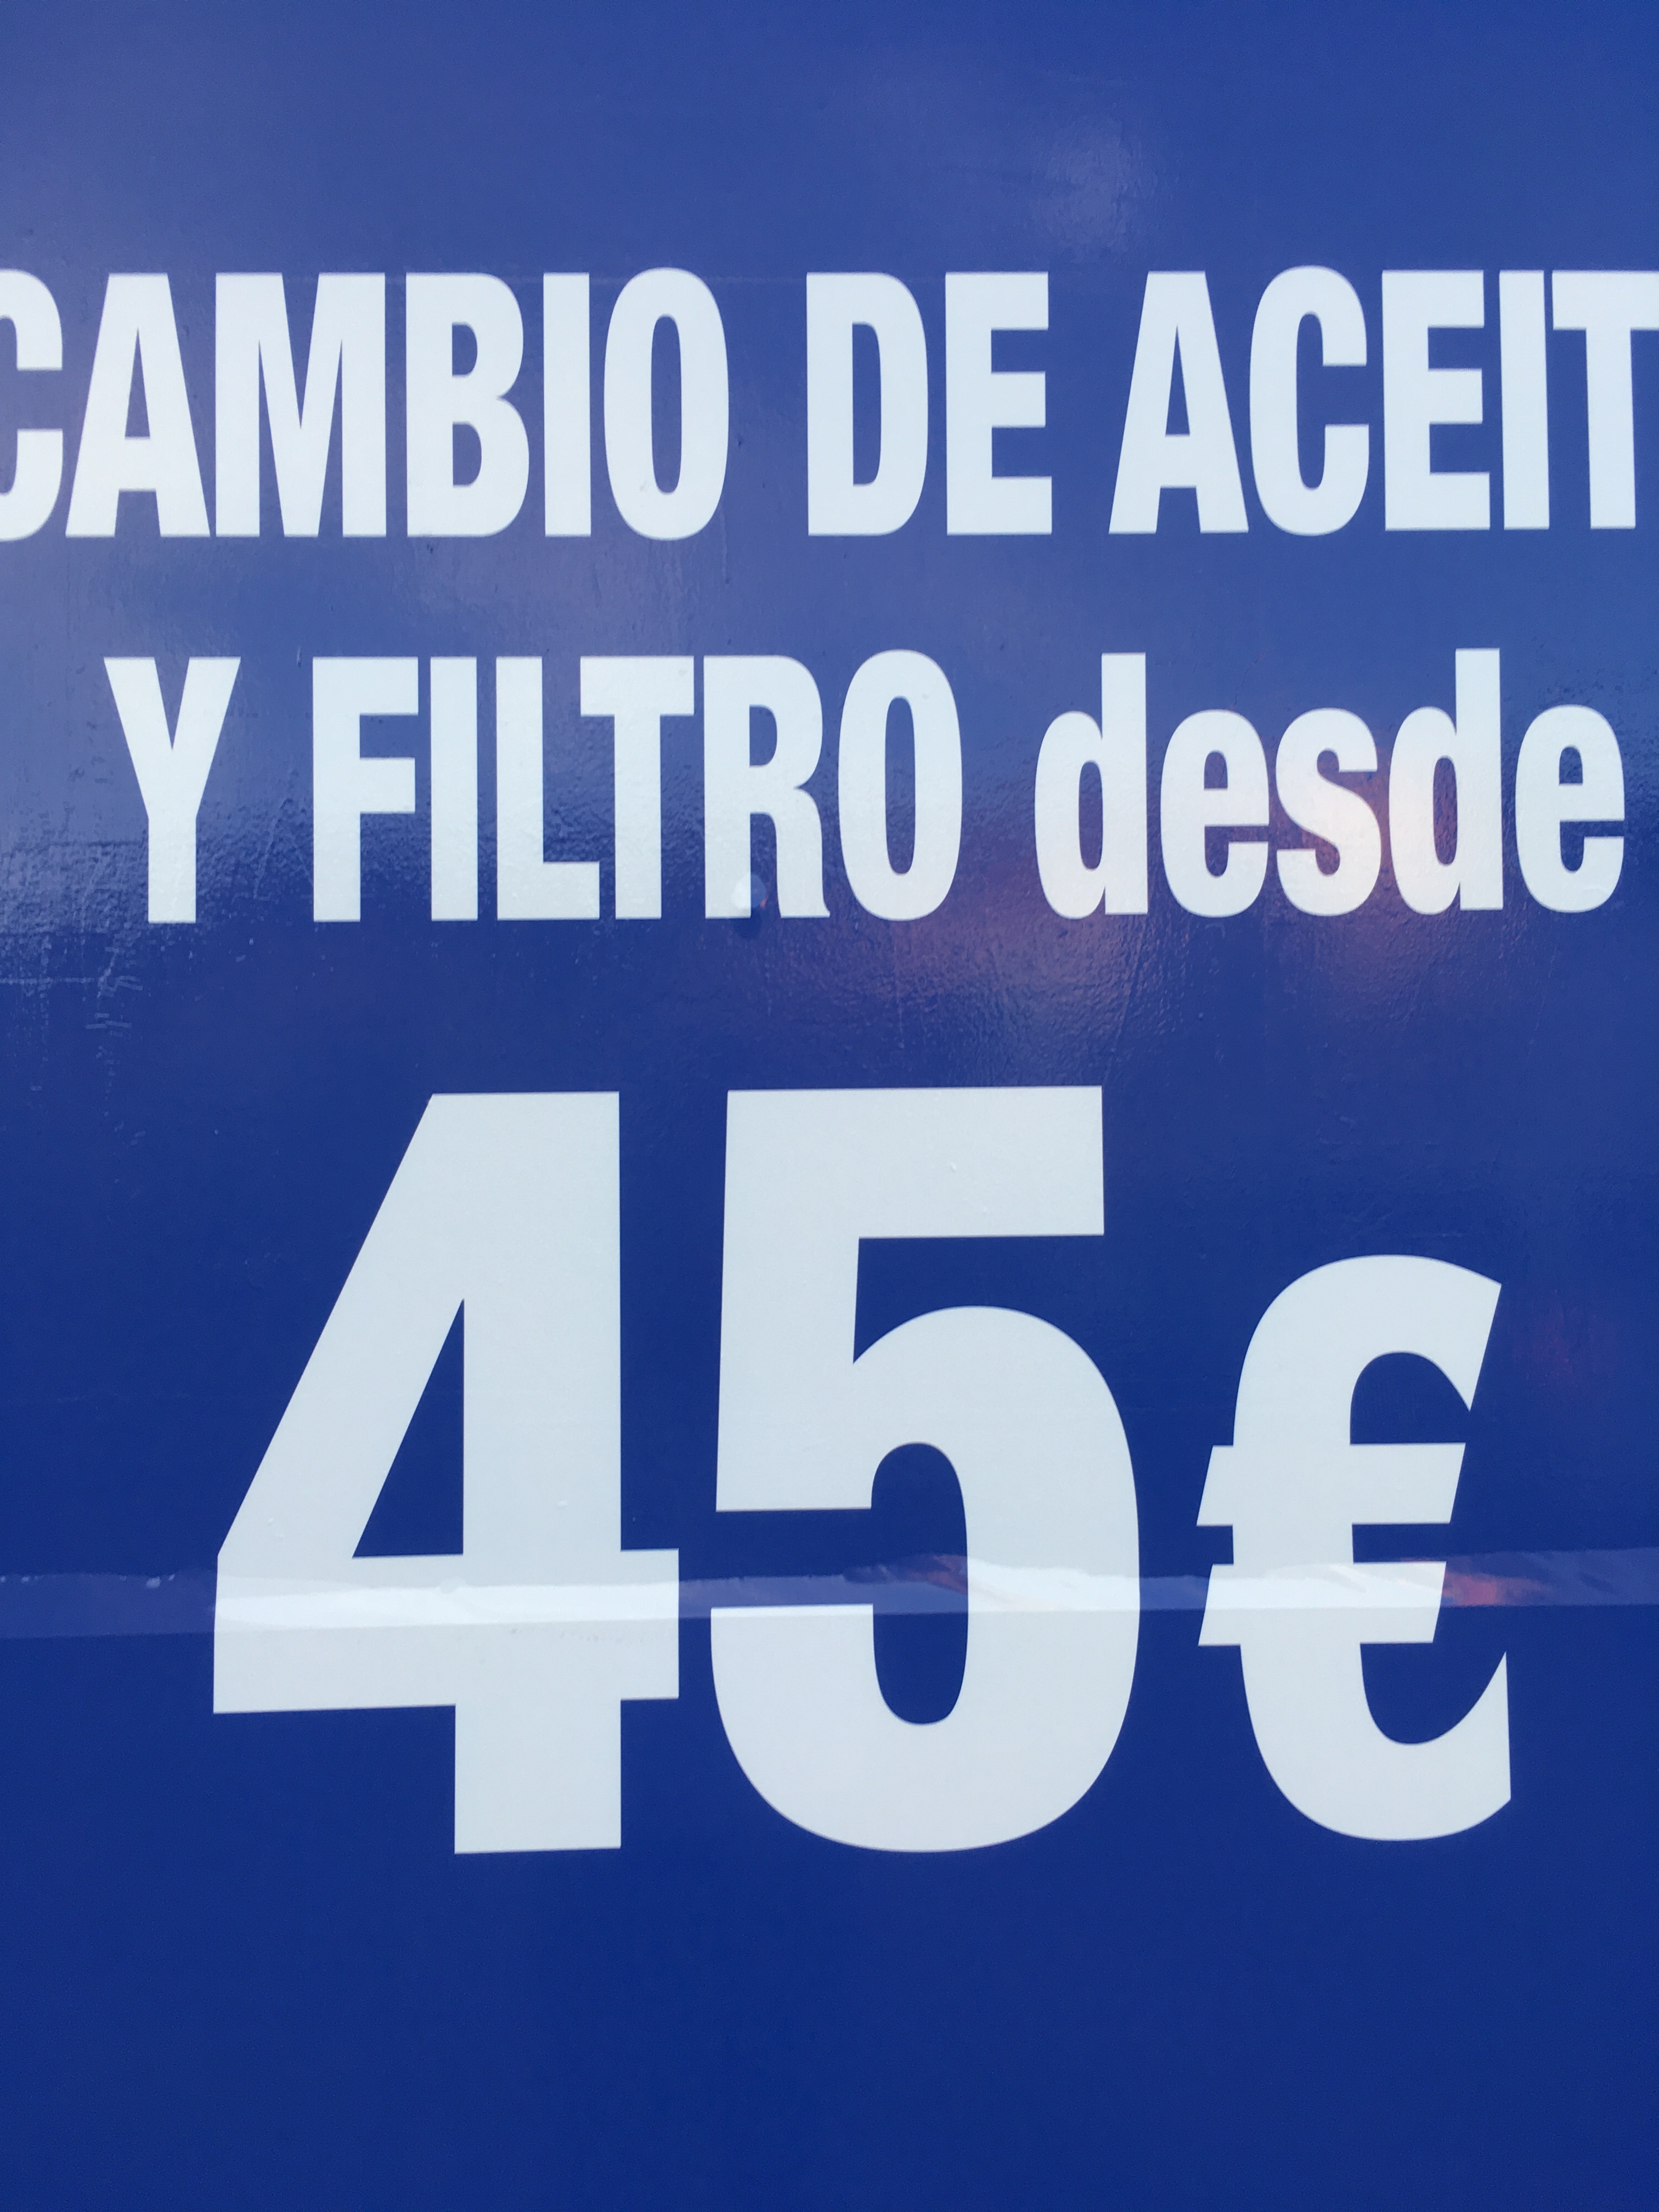 CAMBIO DE ACEIT
Y FILTRO desde
45€